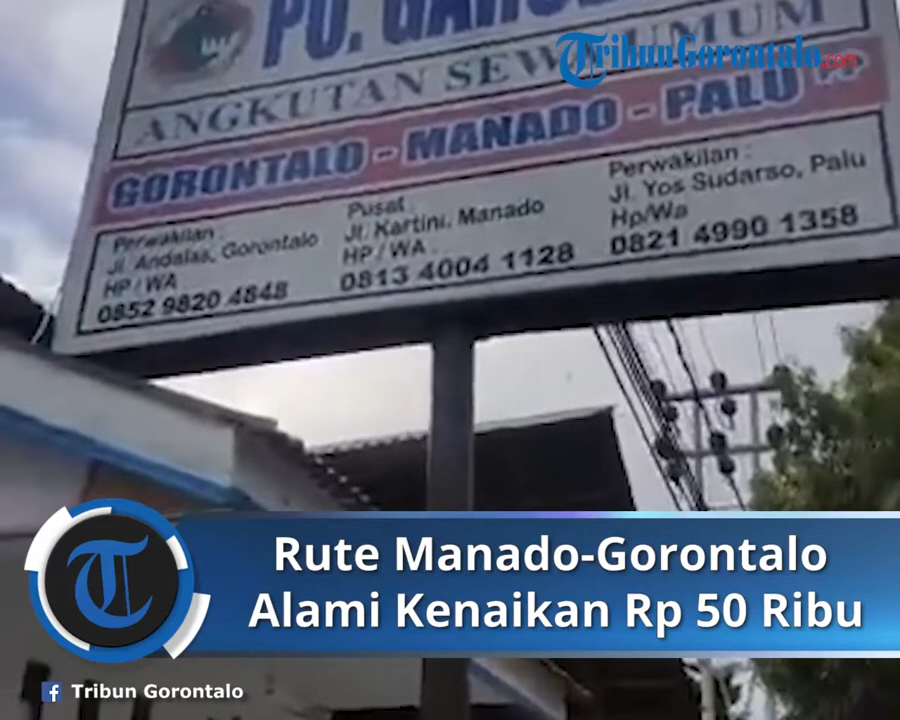 PO.
TribunGorontalo.com
ANGKUTAN SEWA UMUM
GORONTALO - MANADO - PALU PP
Perwakilan :
Jl. Andalas, Gorontalo
HP / WA
0852 9820 4848
Pusat :
Jl. Kartini, Manado
HP / WA :
0813 4004 1128
Perwakilan :
Jl. Yos Sudarso, Palu
Hp/Wa
0821 4990 1358
Rute Manado-Gorontalo
Alami Kenaikan Rp 50 Ribu
T
Tribun Gorontalo